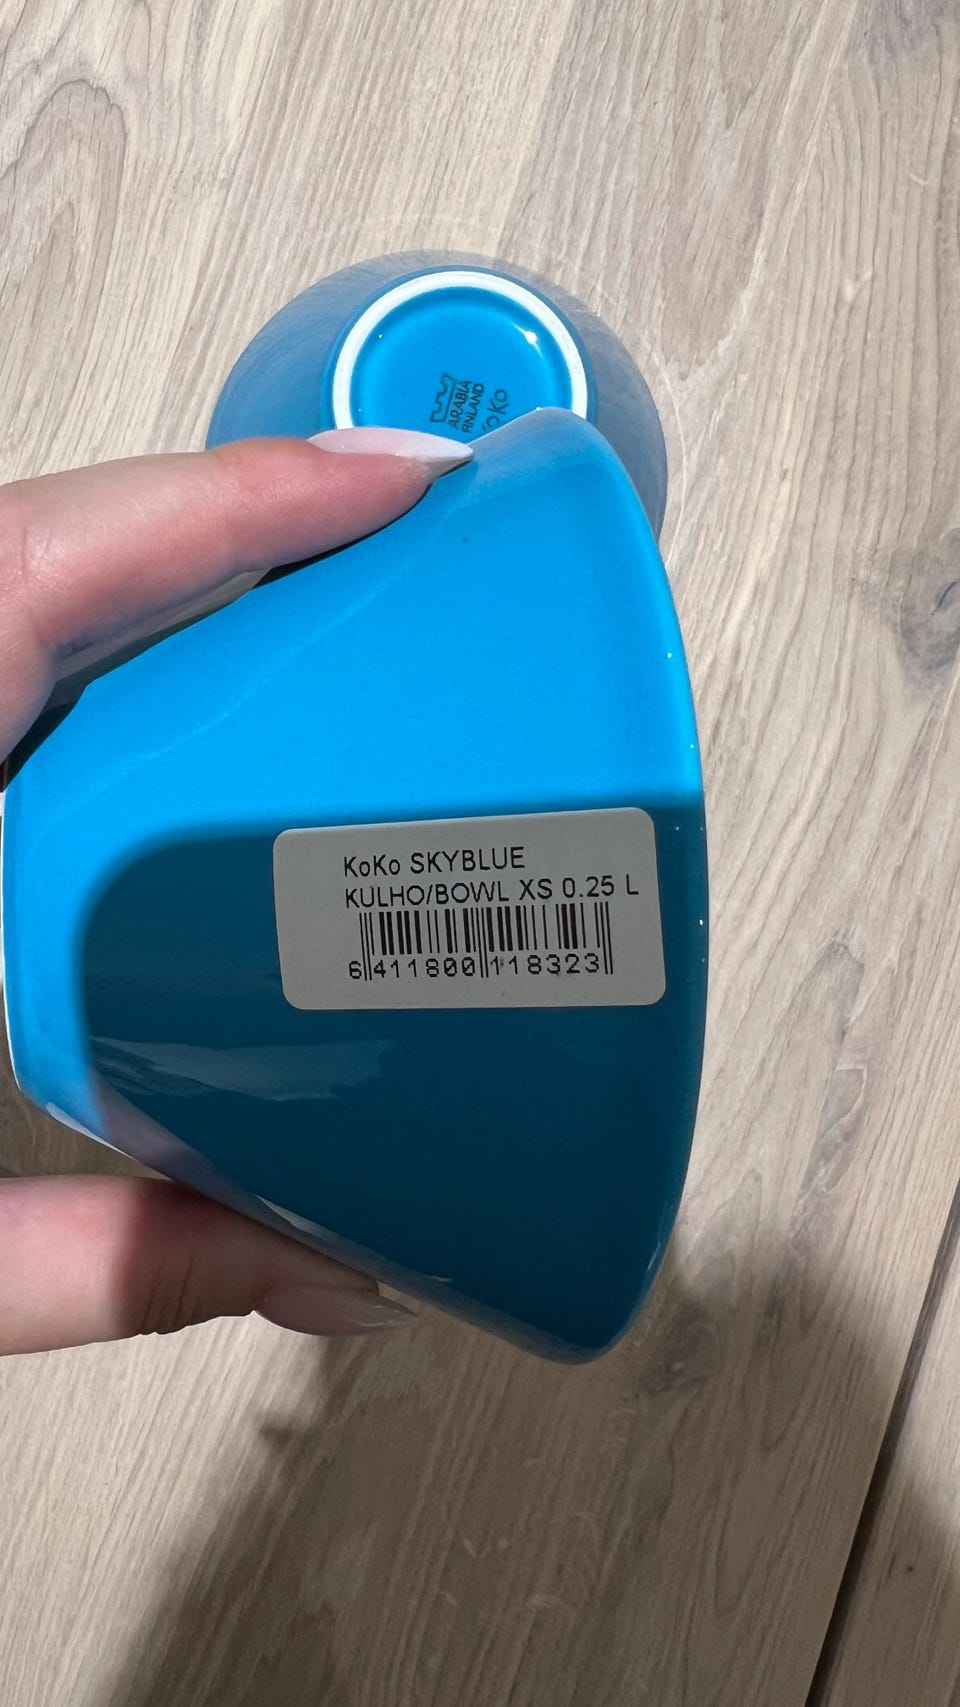 ARABIA
FINLAND
KoKo
KoKo SKYBLUE
KULHO/BOWL XS 0.25 L
6 411800 118323